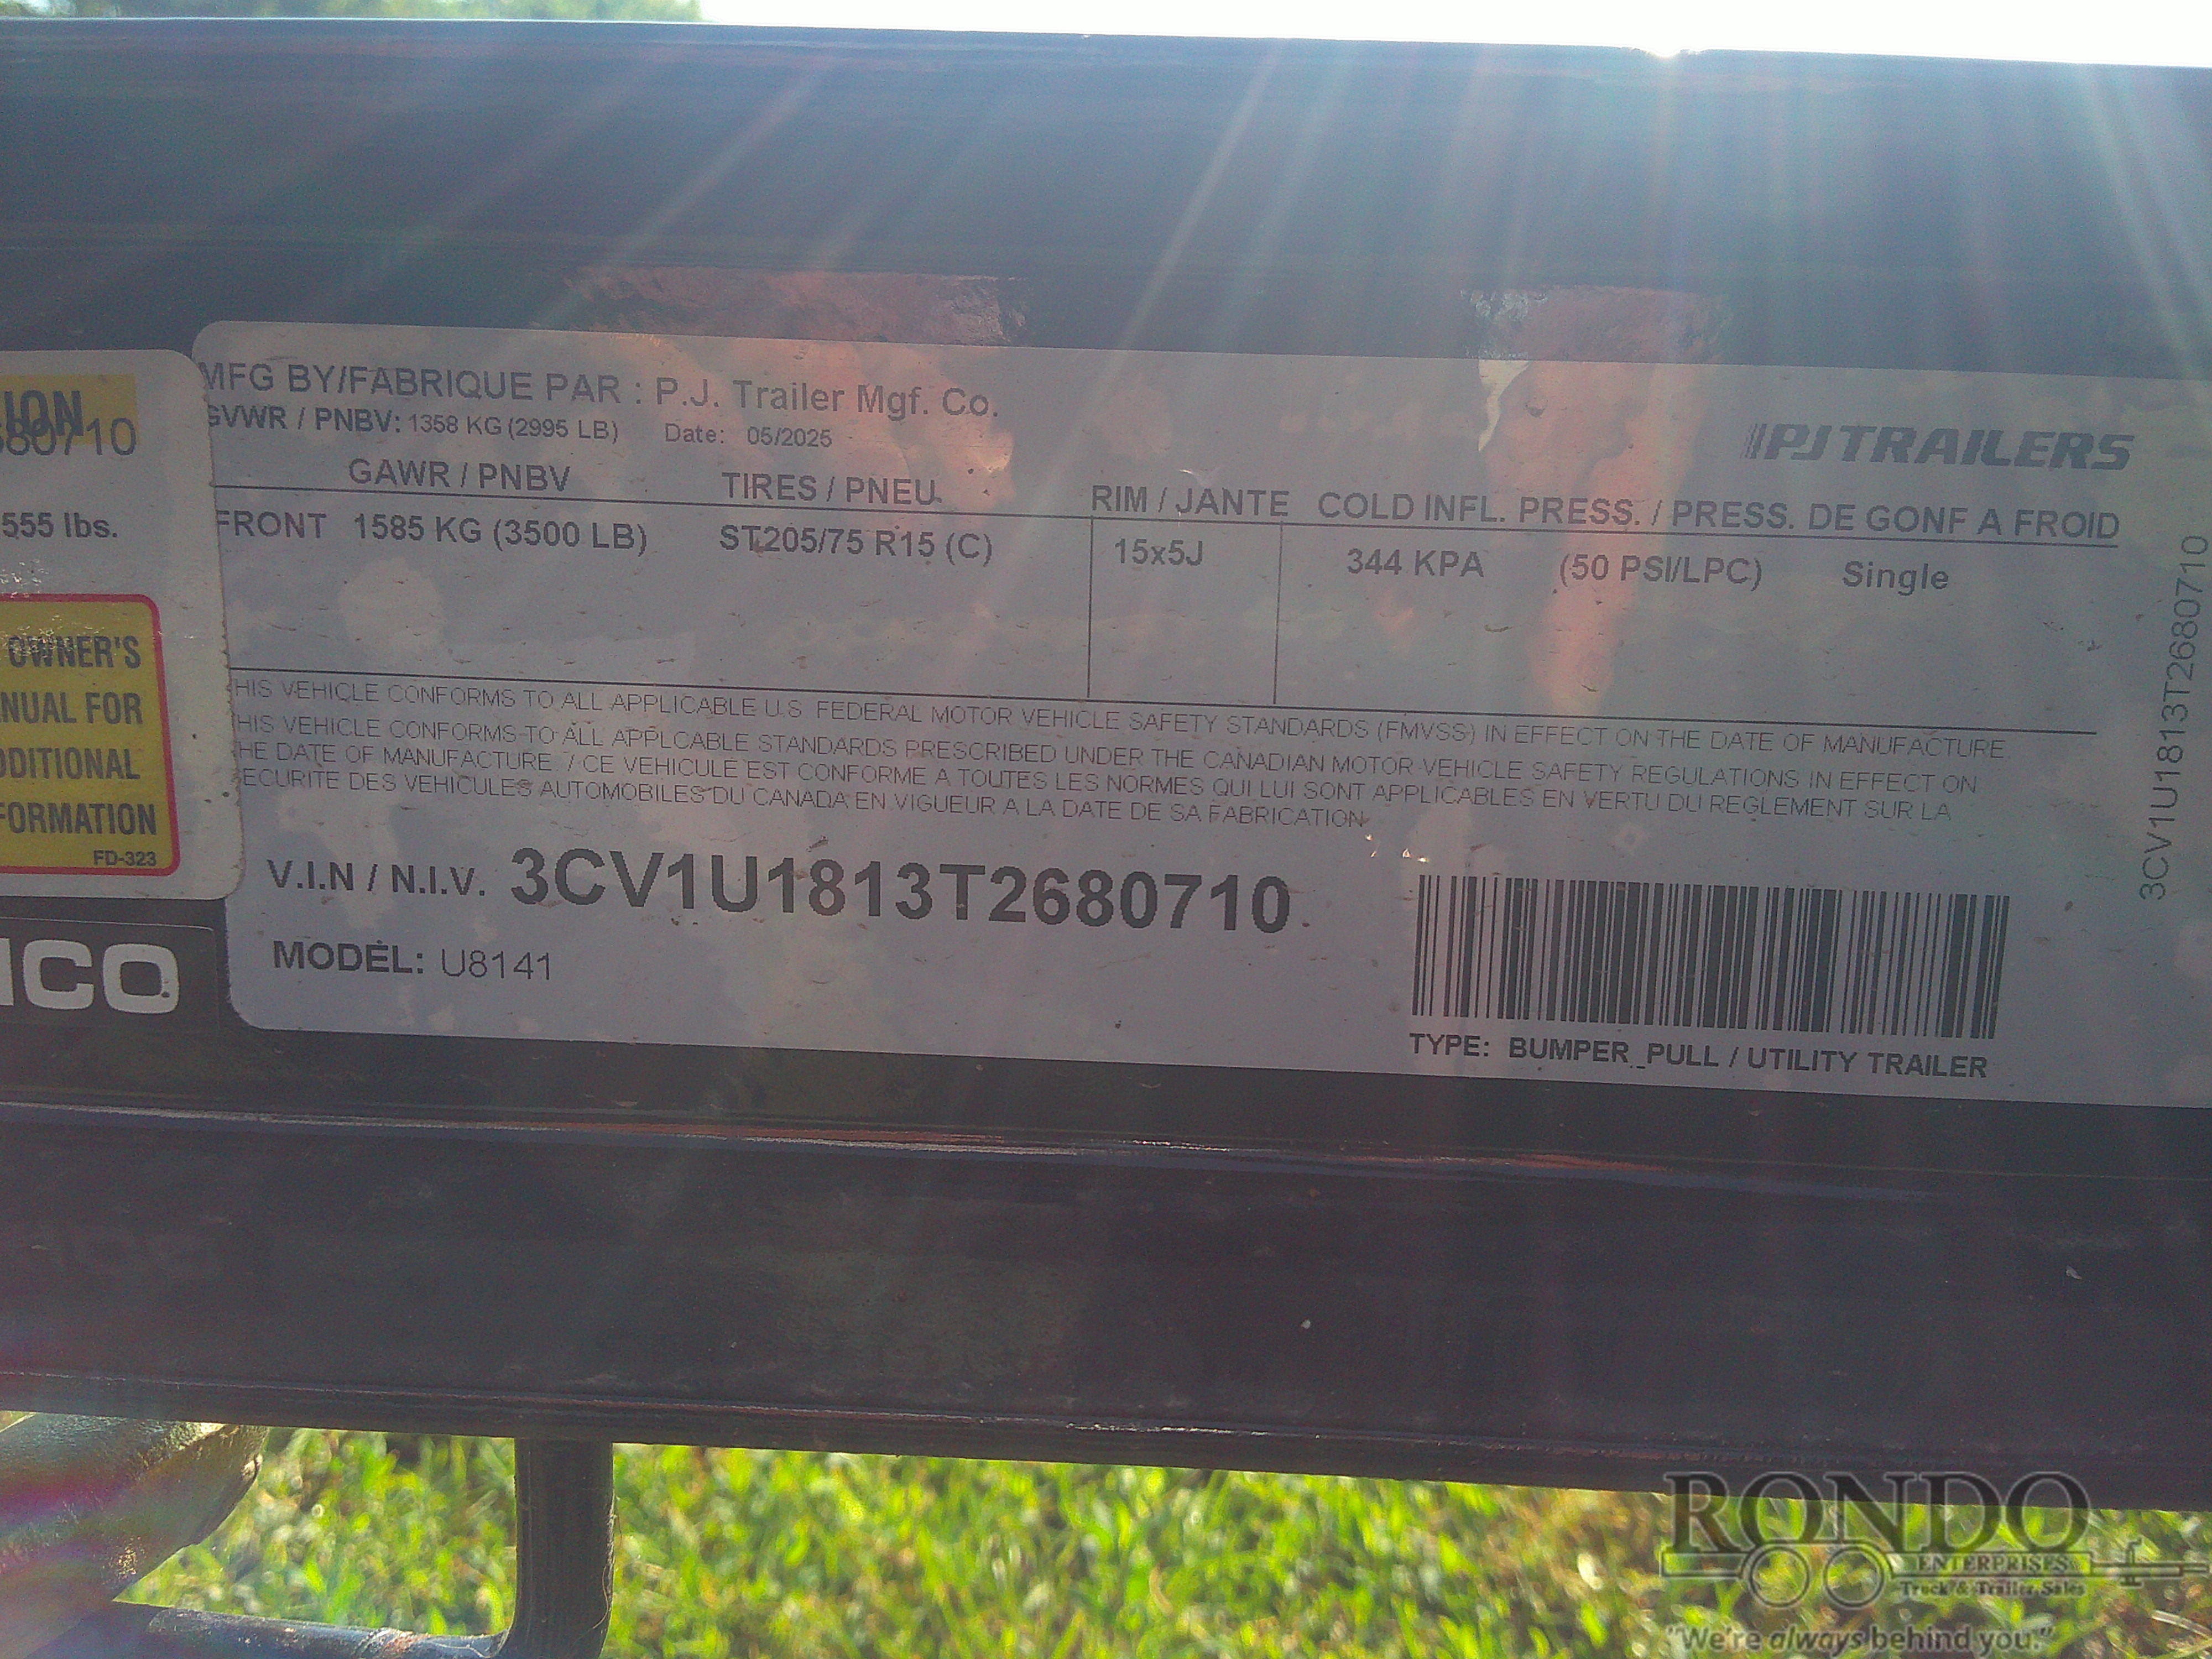 ION
680710
555 lbs.
OWNER'S
NUAL FOR
DDITIONAL
FORMATION
FD-323
ICO
MFG BY/FABRIQUE PAR : P.J. Trailer Mgf. Co.
GVWR / PNBV: 1358 KG (2995 LB) Date: 05/2025
PJ TRAILERS
GAWR / PNBV TIRES / PNEU RIM / JANTE COLD INFL. PRESS. / PRESS. DE GONF A FROID
FRONT 1585 KG (3500 LB) ST205/75 R15 (C) 15x5J 344 KPA (50 PSI/LPC) Single
HIS VEHICLE CONFORMS TO ALL APPLICABLE U.S. FEDERAL MOTOR VEHICLE SAFETY STANDARDS (FMVSS) IN EFFECT ON THE DATE OF MANUFACTURE.
HIS VEHICLE CONFORMS TO ALL APPLCABLE STANDARDS PRESCRIBED UNDER THE CANADIAN MOTOR VEHICLE SAFETY REGULATIONS IN EFFECT ON
HE DATE OF MANUFACTURE. / CE VEHICULE EST CONFORME A TOUTES LES NORMES QUI LUI SONT APPLICABLES EN VERTU DU REGLEMENT SUR LA
SECURITE DES VEHICULES AUTOMOBILES DU CANADA EN VIGUEUR A LA DATE DE SA FABRICATION.
V.I.N / N.I.V. 3CV1U1813T2680710
MODEL: U8141
TYPE: BUMPER_PULL / UTILITY TRAILER
3CV1U1813T2680710
RONDO
ENTERPRISES
Truck & Trailer Sales
"We're always behind you."